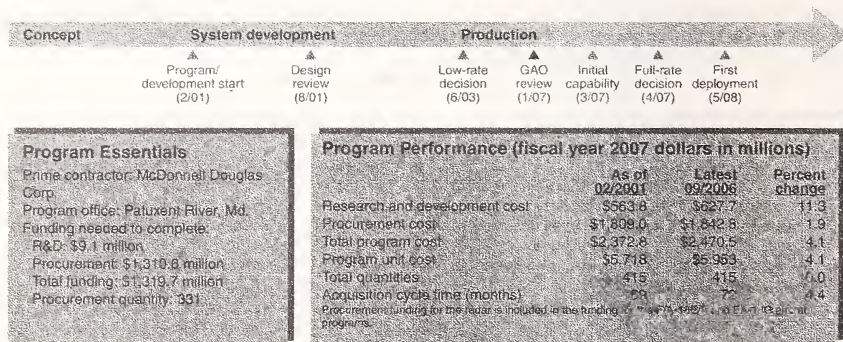 Concept System development Production
Program/
development start
(2/01)
Design
review
(8/01)
Low-rate
decision
(6/03)
GAO
review
(1/07)
Initial
capability
(3/07)
Full-rate
decision
(4/07)
First
deployment
(5/08)
Program Essentials
Prime contractor: McDonnell Douglas
Corp.
Program office: Patuxent River, Md.
Funding needed to complete:
R&D: $9.1 million
Procurement: $1,310.6 million
Total funding: $1,319.7 million
Procurement quantity: 331
Program Performance (fiscal year 2007 dollars in millions)
As of 02/2001 Latest 09/2006 Percent change
Research and development cost $563.8 $627.7 11.3
Procurement cost $1,809.0 $1,842.8 1.9
Total program cost $2,372.8 $2,470.5 4.1
Program unit cost $5.718 $5.953 4.1
Total quantities 415 415 0.0
Acquisition cycle time (months) 69 72 4.4
Procurement funding for the radar is included in the funding
programs.